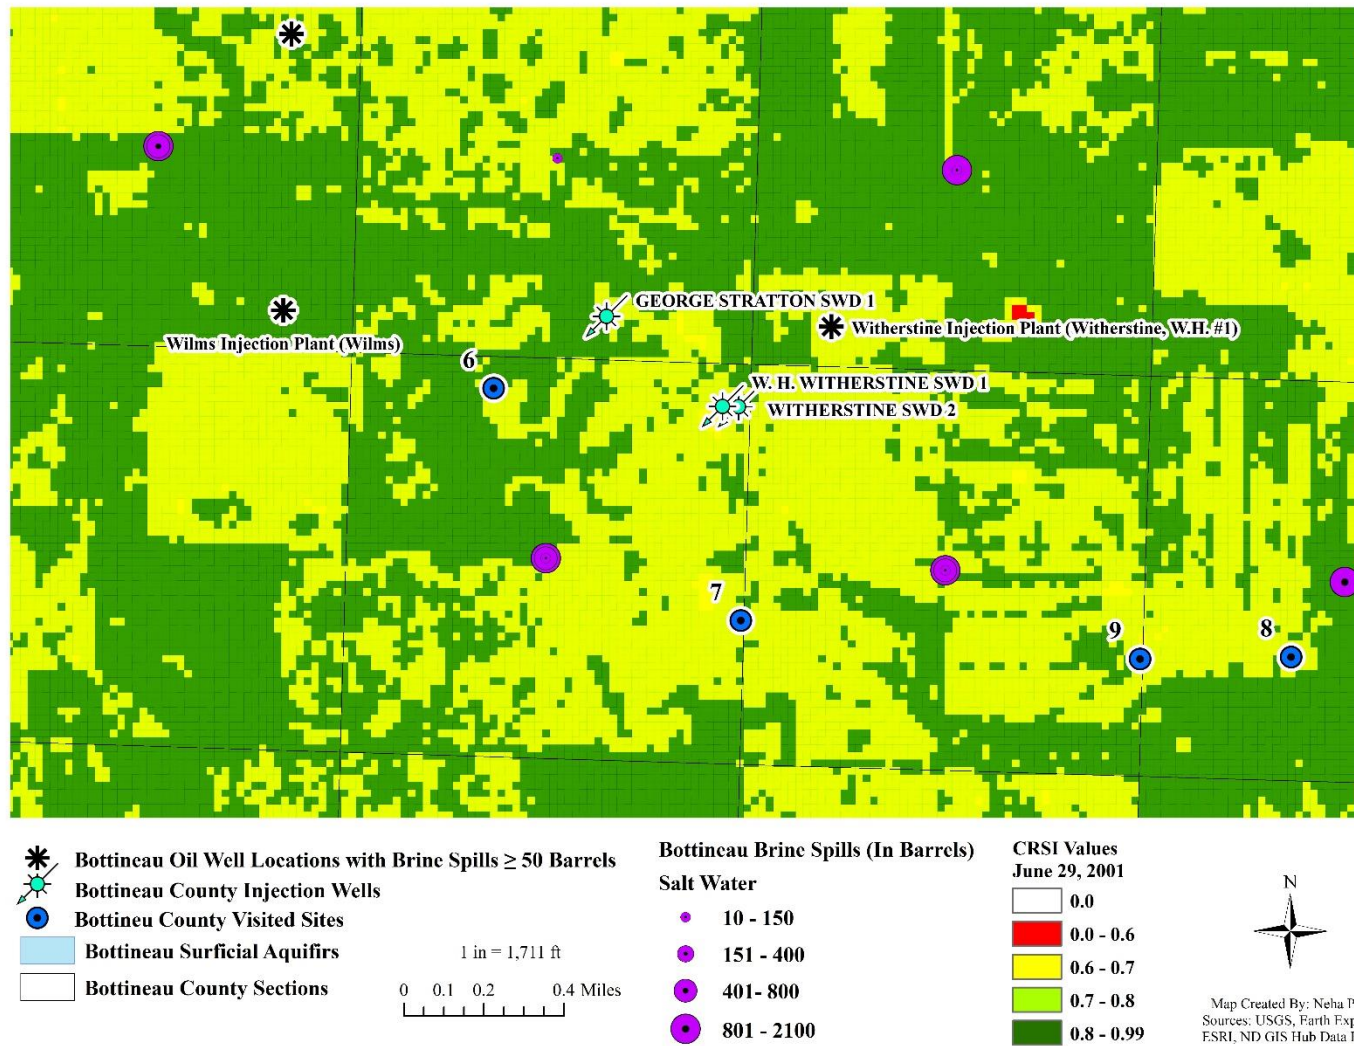 GEORGE STRATTON SWD 1
Witherstine Injection Plant (Witherstine, W.H. #1)
Wilms Injection Plant (Wilms)
6
W. H. WITHERSTINE SWD 1
WITHERSTINE SWD 2
7
9
8
Bottineau Oil Well Locations with Brine Spills ≥ 50 Barrels
Bottineau County Injection Wells
Bottineu County Visited Sites
Bottineau Surficial Aquifirs
Bottineau County Sections
1 in = 1,711 ft
0 0.1 0.2 0.4 Miles
Bottineau Brine Spills (In Barrels)
Salt Water
10 - 150
151 - 400
401- 800
801 - 2100
CRSI Values
June 29, 2001
0.0
0.0 - 0.6
0.6 - 0.7
0.7 - 0.8
0.8 - 0.99
N
Map Created By: Neha
Sources: USGS, Earth
ESRI, ND GIS Hub Data